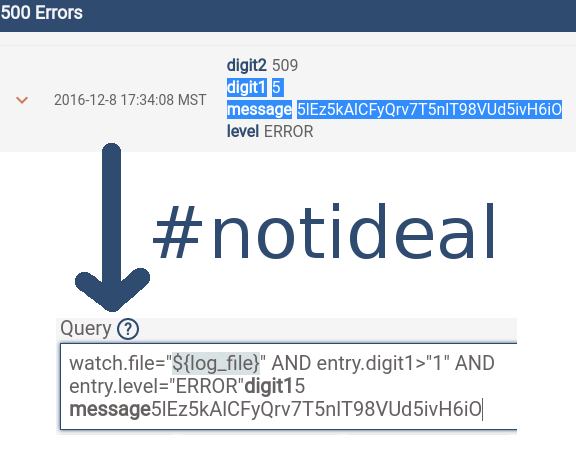 500 Errors
digit2 509
digit1 5
2016-12-8 17:34:08 MST
message 5lEz5kAlCFyQrv7T5nlT98VUd5ivH6iO
level ERROR
#notideal
Query ?
watch.file="${log_file}" AND entry.digit1>"1" AND
entry.level="ERROR"digit15
message5lEz5kAlCFyQrv7T5nlT98VUd5ivH6iO